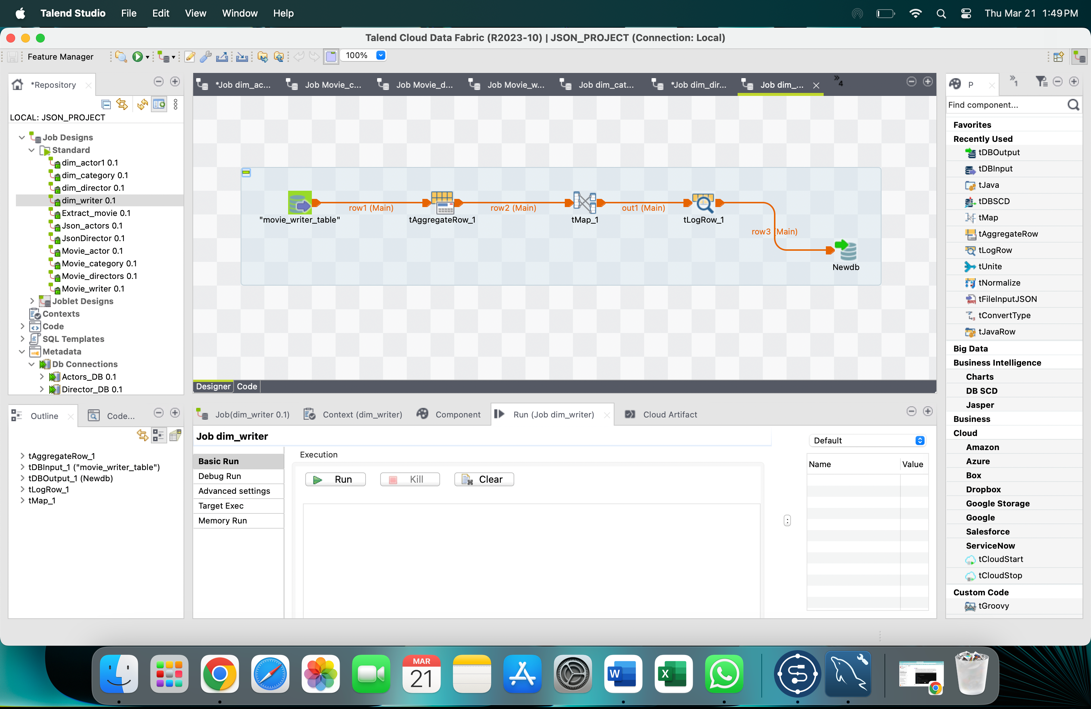 Talend Studio File Edit View Window Help Thu Mar 21 1:49 PM
Talend Cloud Data Fabric (R2023-10) | JSON_PROJECT (Connection: Local)
Feature Manager 100%
*Repository
LOCAL: JSON_PROJECT
Job Designs
Standard
dim_actor1 0.1
dim_category 0.1
dim_director 0.1
dim_writer 0.1
Extract_movie 0.1
Json_actors 0.1
JsonDirector 0.1
Movie_actor 0.1
Movie_category 0.1
Movie_directors 0.1
Movie_writer 0.1
Joblet Designs
Contexts
Code
SQL Templates
Metadata
Db Connections
Actors_DB 0.1
Director_DB 0.1
*Job dim_ac... Job Movie_c... Job Movie_d... Job Movie_w... Job dim_cat... *Job dim_dir... Job dim_... »4
"movie_writer_table"
row1 (Main)
tAggregateRow_1
row2 (Main)
tMap_1
out1 (Main)
tLogRow_1
row3 (Main)
Newdb
Designer Code
P »1
Find component...
Favorites
Recently Used
tDBOutput
tDBInput
tJava
tDBSCD
tMap
tAggregateRow
tLogRow
tUnite
tNormalize
tFileInputJSON
tConvertType
tJavaRow
Big Data
Business Intelligence
Charts
DB SCD
Jasper
Business
Cloud
Amazon
Azure
Box
Dropbox
Google Storage
Google
Salesforce
ServiceNow
tCloudStart
tCloudStop
Custom Code
tGroovy
Outline Code...
tAggregateRow_1
tDBInput_1 ("movie_writer_table")
tDBOutput_1 (Newdb)
tLogRow_1
tMap_1
Job(dim_writer 0.1) Context (dim_writer) Component Run (Job dim_writer) Cloud Artifact
Job dim_writer
Basic Run
Debug Run
Advanced settings
Target Exec
Memory Run
Execution
Run Kill Clear
Default
Name Value
MAR
21